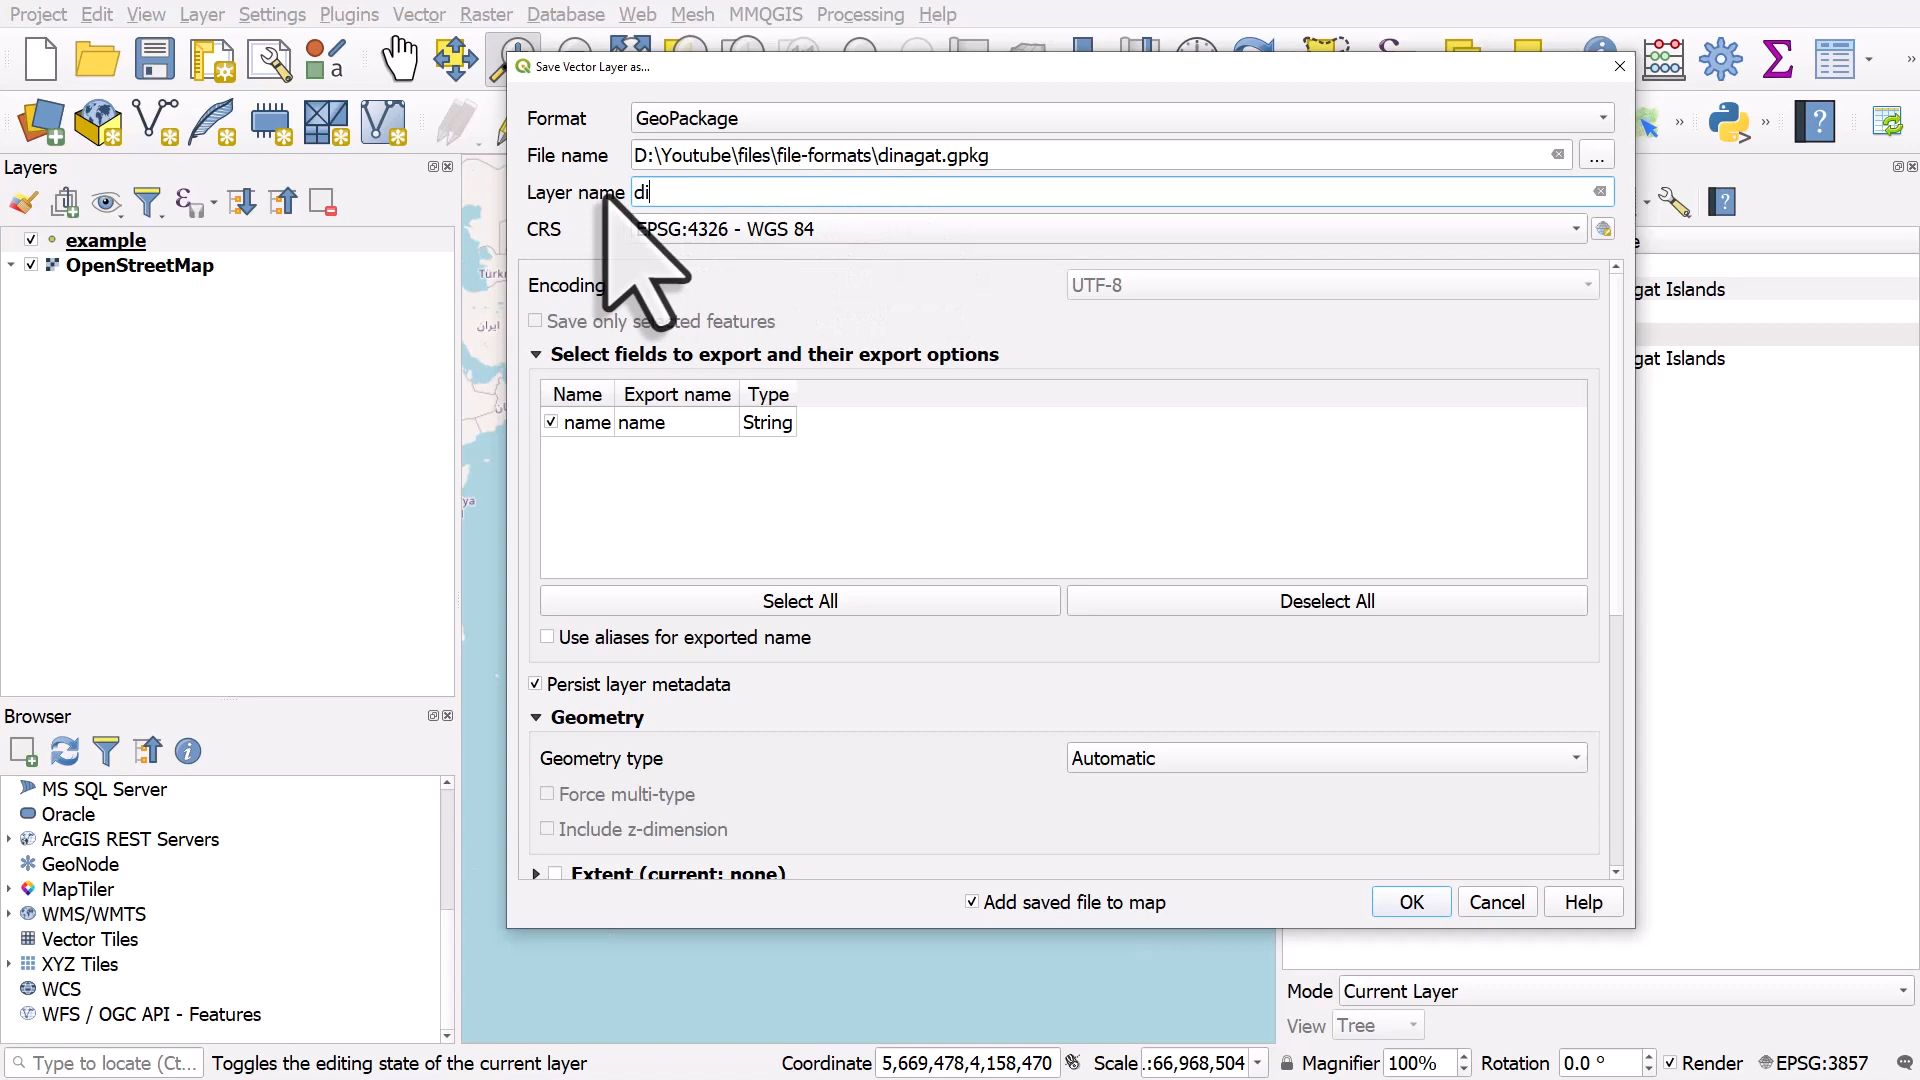 Project Edit View Layer Settings Plugins Vector Raster Database Web Mesh MMQGIS Processing Help
Save Vector Layer as...
Format GeoPackage
File name D:\Youtube\files\file-formats\dinagat.gpkg ...
Layer name di
CRS EPSG:4326 - WGS 84
Layers
example
OpenStreetMap
Encoding UTF-8
Save only selected features
Select fields to export and their export options
Name Export name Type
name name String
Select All Deselect All
Use aliases for exported name
Persist layer metadata
Geometry
Geometry type Automatic
Force multi-type
Include z-dimension
Extent (current: none)
Add saved file to map OK Cancel Help
gat Islands
gat Islands
ایران
Browser
MS SQL Server
Oracle
ArcGIS REST Servers
GeoNode
MapTiler
WMS/WMTS
Vector Tiles
XYZ Tiles
WCS
WFS / OGC API - Features
Mode Current Layer
View Tree
Type to locate (Ct... Toggles the editing state of the current layer Coordinate 5,669,478,4,158,470 Scale .:66,968,504 Magnifier 100% Rotation 0.0 ° Render EPSG:3857